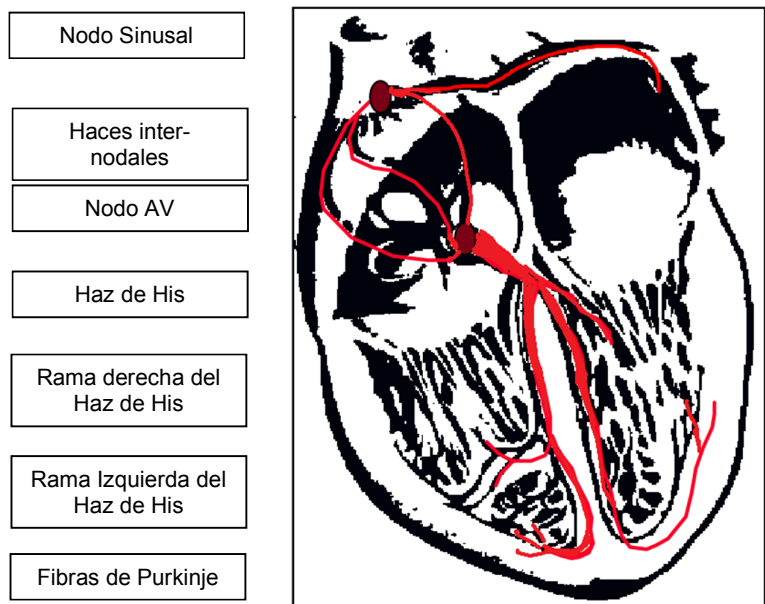 Nodo Sinusal
Haces inter-
nodales
Nodo AV
Haz de His
Rama derecha del
Haz de His
Rama Izquierda del
Haz de His
Fibras de Purkinje